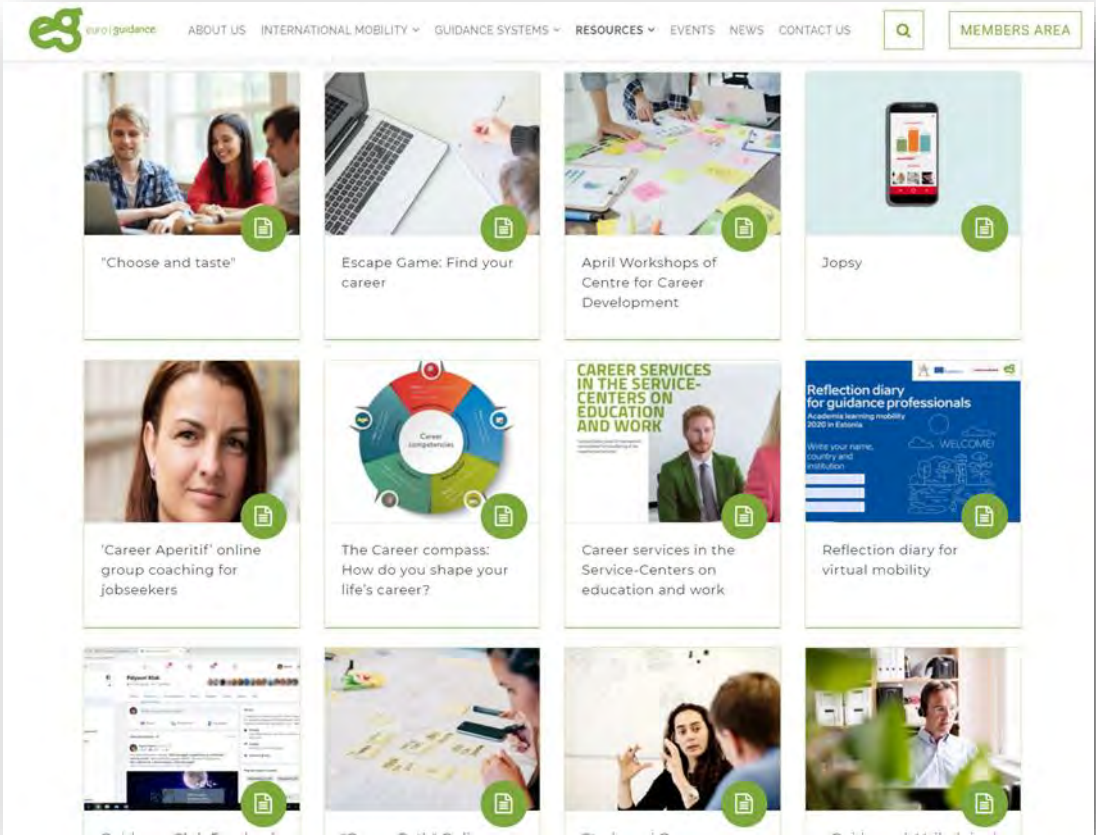 eg euro|guidance ABOUT US INTERNATIONAL MOBILITY GUIDANCE SYSTEMS RESOURCES EVENTS NEWS CONTACT US MEMBERS AREA
"Choose and taste"
Escape Game: Find your
career
April Workshops of
Centre for Career
Development
Jopsy
Career
competencies
CAREER SERVICES
IN THE SERVICE-
CENTERS ON
EDUCATION
AND WORK
Reflection diary
for guidance professionals
Academia learning mobility
2020 in Estonia
Write your name,
country and
institution
WELCOME!
'Career Aperitif' online
group coaching for
jobseekers
The Career compass:
How do you shape your
life's career?
Career services in the
Service-Centers on
education and work
Reflection diary for
virtual mobility